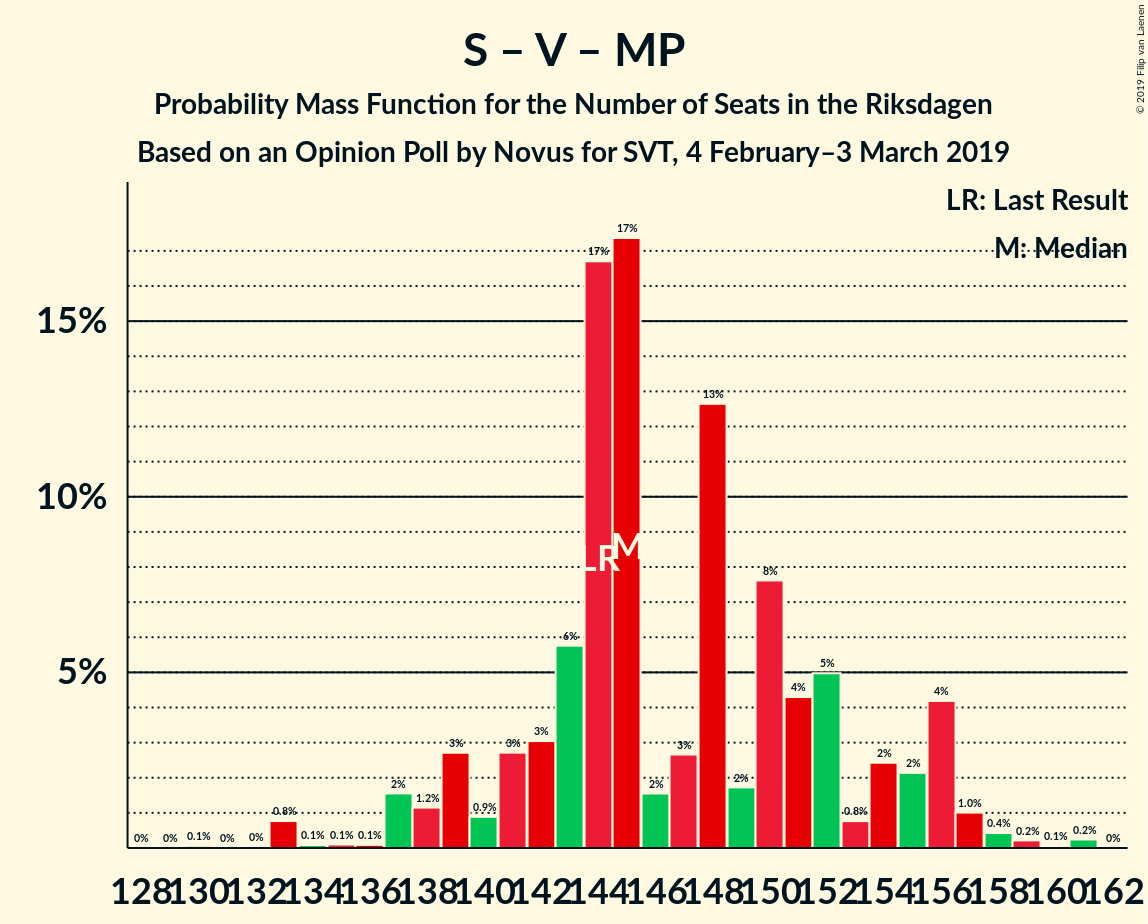 S – V – MP
Probability Mass Function for the Number of Seats in the Riksdagen
Based on an Opinion Poll by Novus for SVT, 4 February–3 March 2019
© 2019 Filip van Laenen
LR: Last Result
M: Median
15%
10%
5%
0% 0% 0.1% 0% 0% 0.8% 0.1% 0.1% 0.1% 2% 1.2% 3% 0.9% 3% 3% 6% 17% 17% 2% 3% 13% 2% 8% 4% 5% 0.8% 2% 2% 4% 1.0% 0.4% 0.2% 0.1% 0.2% 0%
LR M
128 130 132 134 136 138 140 142 144 146 148 150 152 154 156 158 160 162